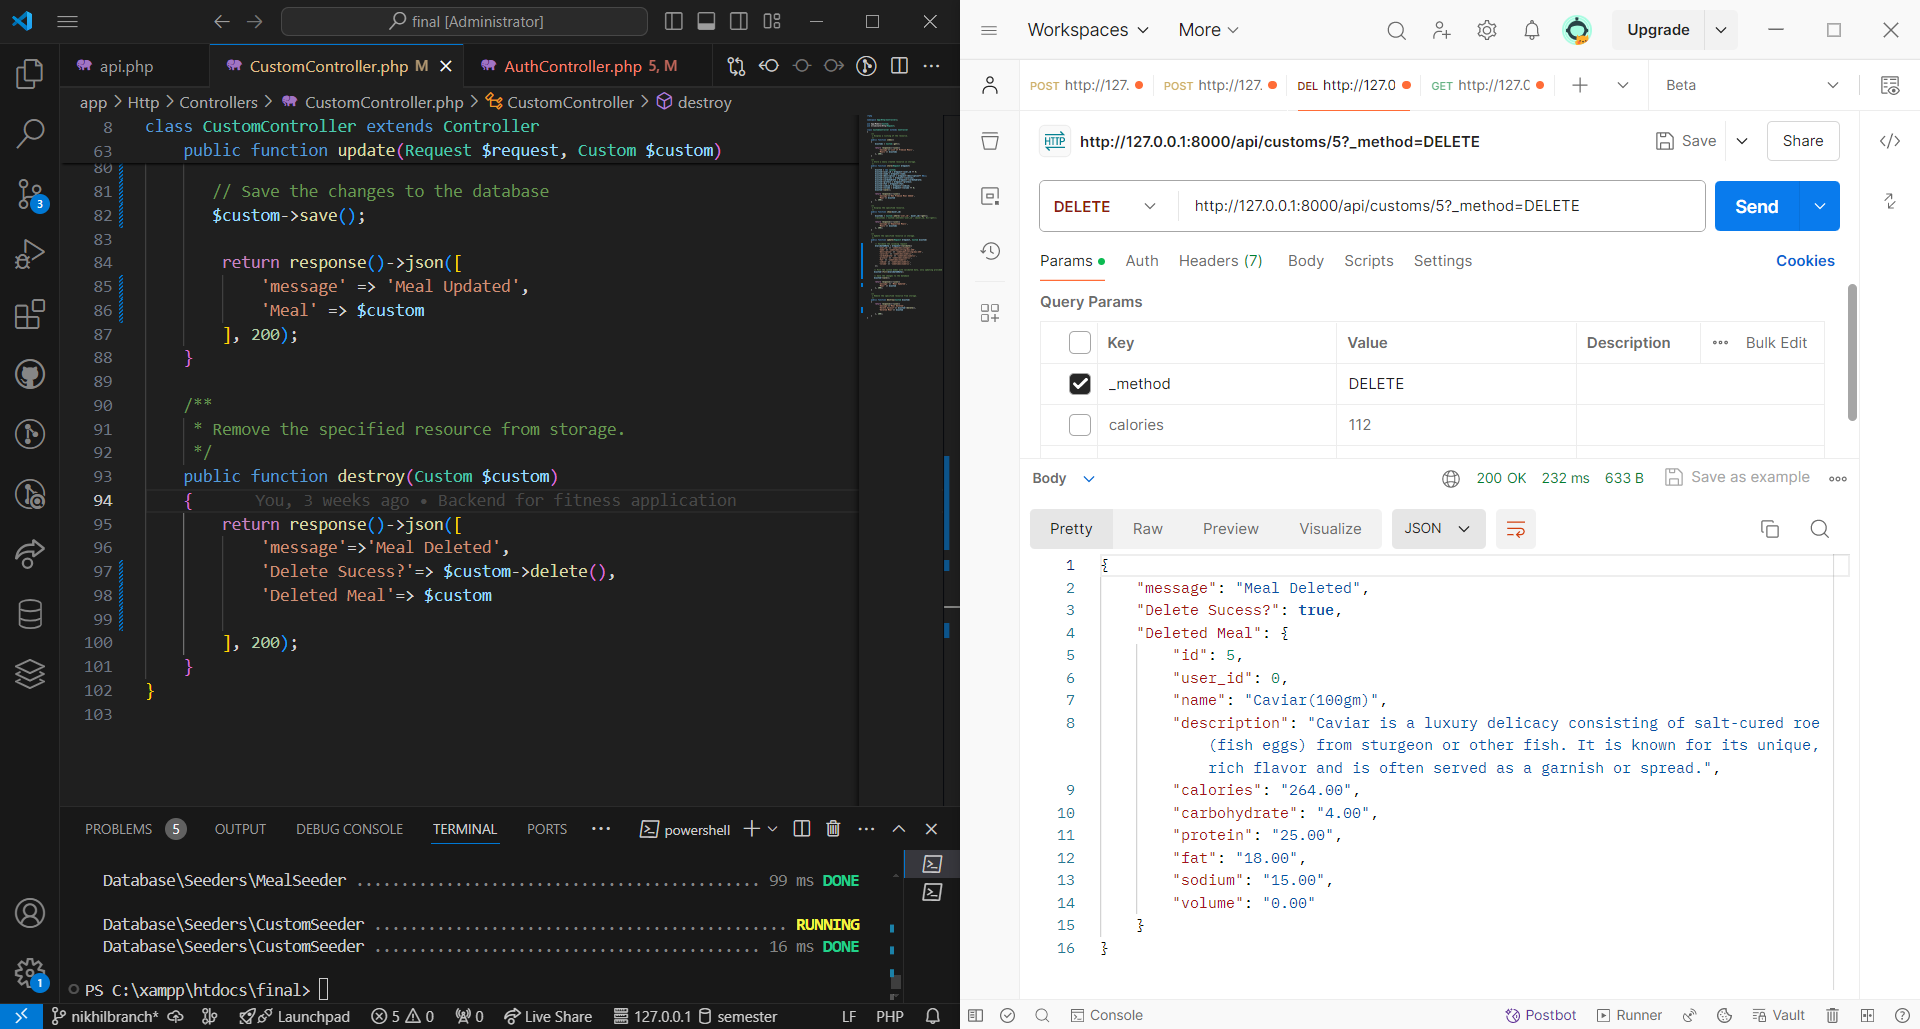 final [Administrator]
api.php
CustomController.php M
AuthController.php 5, M
app > Http > Controllers > CustomController.php > CustomController > destroy
8 class CustomController extends Controller
63 public function update(Request $request, Custom $custom)
80
81 // Save the changes to the database
82 $custom->save();
83
84 return response()->json([
85 'message' => 'Meal Updated',
86 'Meal' => $custom
87 ], 200);
88 }
89
90 /**
91 * Remove the specified resource from storage.
92 */
93 public function destroy(Custom $custom)
94 { You, 3 weeks ago • Backend for fitness application
95 return response()->json([
96 'message'=>'Meal Deleted',
97 'Delete Sucess?'=> $custom->delete(),
98 'Deleted Meal'=> $custom
99
100 ], 200);
101 }
102 }
103
3
1
PROBLEMS 5 OUTPUT DEBUG CONSOLE TERMINAL PORTS ··· powershell
Database\Seeders\MealSeeder .............................................. 99 ms DONE
Database\Seeders\CustomSeeder ............................................... RUNNING
Database\Seeders\CustomSeeder ............................................ 16 ms DONE
PS C:\xampp\htdocs\final>
nikhilbranch* Launchpad 5 0 0 Live Share 127.0.0.1 semester LF PHP
Workspaces More Upgrade
POST http://127. POST http://127. DEL http://127.0 GET http://127.0 Beta
HTTP http://127.0.0.1:8000/api/customs/5?_method=DELETE Save Share
DELETE http://127.0.0.1:8000/api/customs/5?_method=DELETE Send
Params Auth Headers (7) Body Scripts Settings Cookies
Query Params
Key Value Description ··· Bulk Edit
_method DELETE
calories 112
Body 200 OK 232 ms 633 B Save as example
Pretty Raw Preview Visualize JSON
1 {
2 "message": "Meal Deleted",
3 "Delete Sucess?": true,
4 "Deleted Meal": {
5 "id": 5,
6 "user_id": 0,
7 "name": "Caviar(100gm)",
8 "description": "Caviar is a luxury delicacy consisting of salt-cured roe
(fish eggs) from sturgeon or other fish. It is known for its unique,
rich flavor and is often served as a garnish or spread.",
9 "calories": "264.00",
10 "carbohydrate": "4.00",
11 "protein": "25.00",
12 "fat": "18.00",
13 "sodium": "15.00",
14 "volume": "0.00"
15 }
16 }
Console Postbot Runner Vault